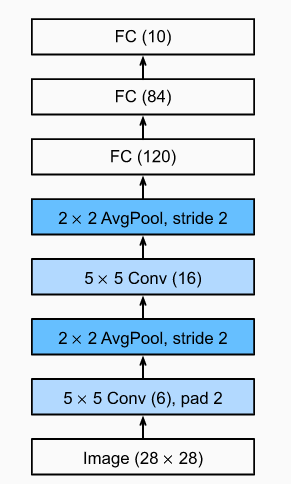 FC (10)
FC (84)
FC (120)
2 × 2 AvgPool, stride 2
5 × 5 Conv (16)
2 × 2 AvgPool, stride 2
5 × 5 Conv (6), pad 2
Image (28 × 28)